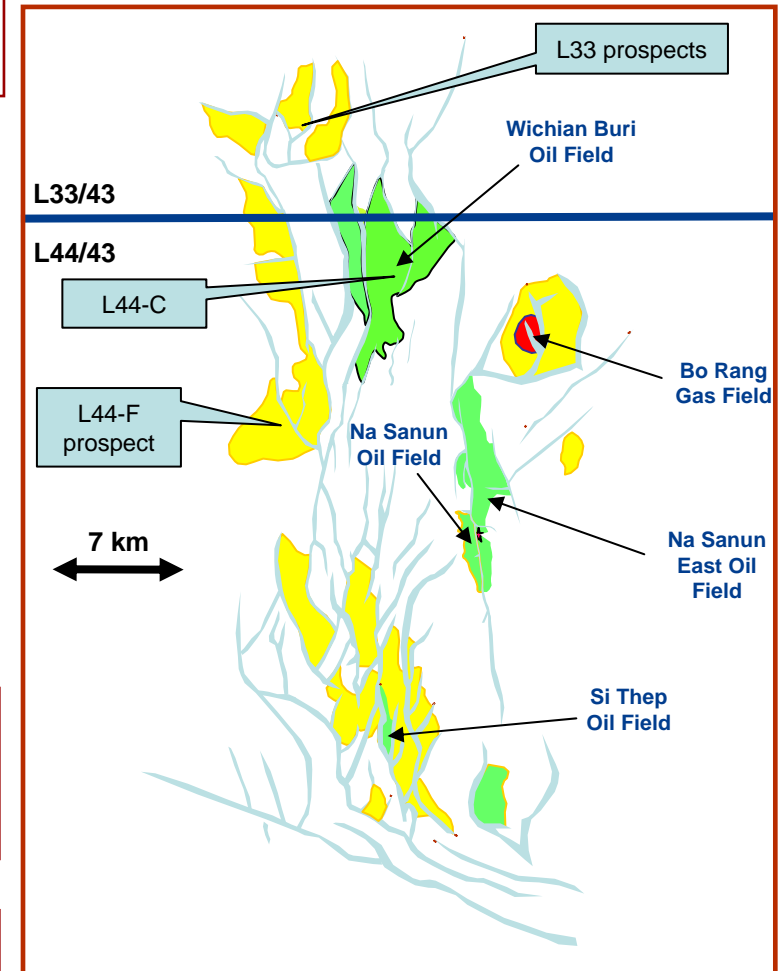 L33 prospects
Wichian Buri
Oil Field
L33/43
L44/43
L44-C
Bo Rang
Gas Field
L44-F
prospect
Na Sanun
Oil Field
7 km
Na Sanun
East Oil
Field
Si Thep
Oil Field